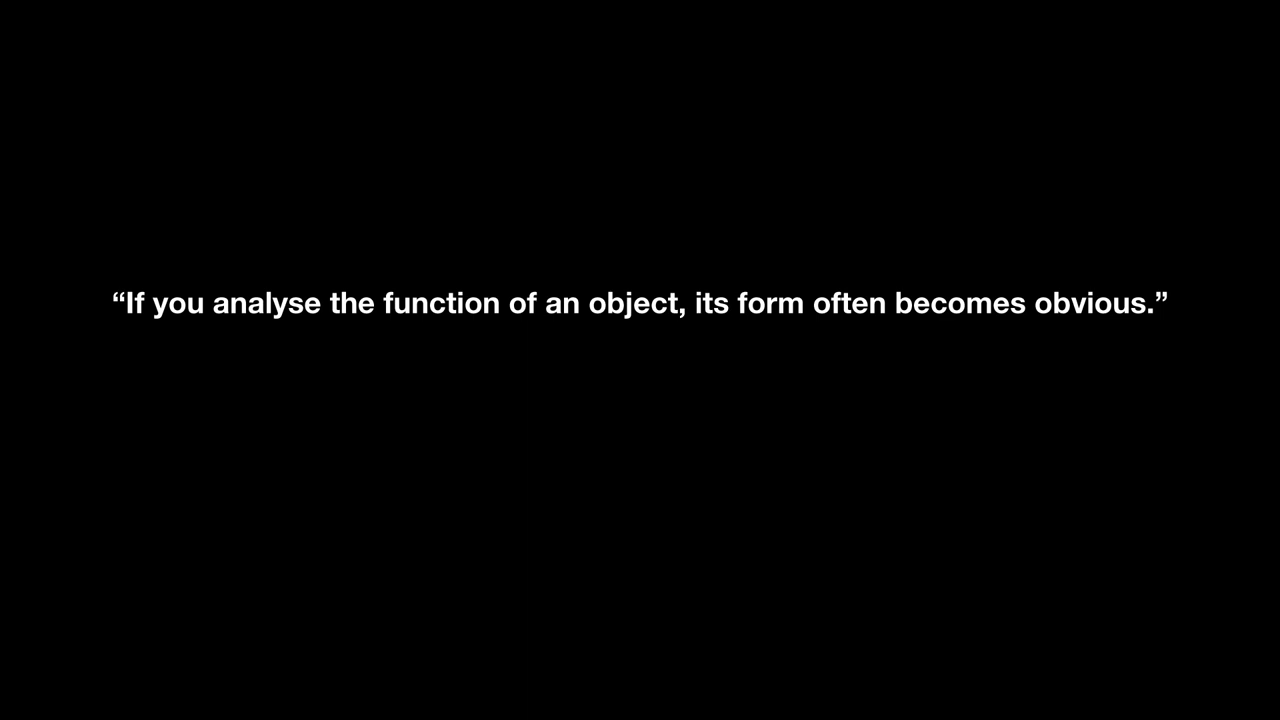 “If you analyse the function of an object, its form often becomes obvious.”